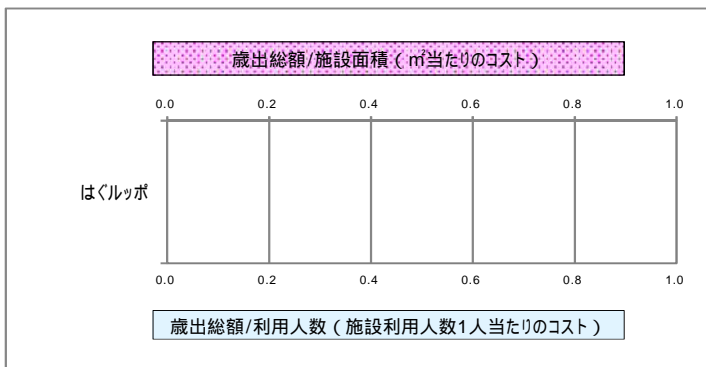 歳出総額/施設面積（㎡当たりのコスト）
0.0 0.2 0.4 0.6 0.8 1.0
はぐルッポ
0.0 0.2 0.4 0.6 0.8 1.0
歳出総額/利用人数（施設利用人数1人当たりのコスト）